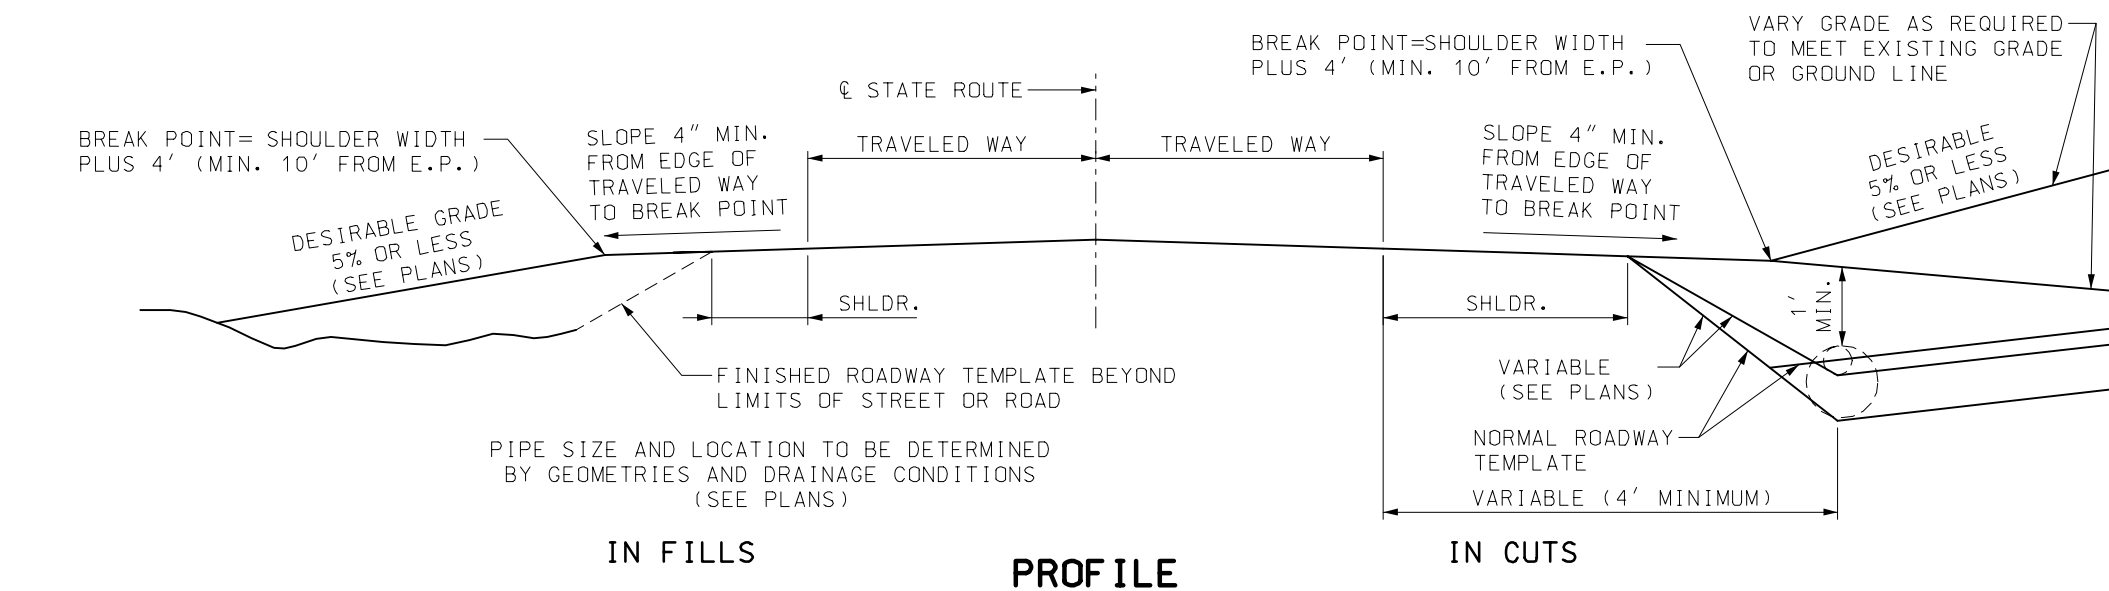 VARY GRADE AS REQUIRED
TO MEET EXISTING GRADE
OR GROUND LINE
BREAK POINT=SHOULDER WIDTH
PLUS 4' (MIN. 10' FROM E.P.)
℄ STATE ROUTE
BREAK POINT= SHOULDER WIDTH
PLUS 4' (MIN. 10' FROM E.P.)
SLOPE 4" MIN.
FROM EDGE OF
TRAVELED WAY
TO BREAK POINT
TRAVELED WAY
TRAVELED WAY
SLOPE 4" MIN.
FROM EDGE OF
TRAVELED WAY
TO BREAK POINT
DESIRABLE
5% OR LESS
(SEE PLANS)
DESIRABLE GRADE
5% OR LESS
(SEE PLANS)
SHLDR.
SHLDR.
1'
MIN.
FINISHED ROADWAY TEMPLATE BEYOND
LIMITS OF STREET OR ROAD
VARIABLE
(SEE PLANS)
PIPE SIZE AND LOCATION TO BE DETERMINED
BY GEOMETRIES AND DRAINAGE CONDITIONS
(SEE PLANS)
NORMAL ROADWAY
TEMPLATE
VARIABLE (4' MINIMUM)
IN FILLS
IN CUTS
PROFILE